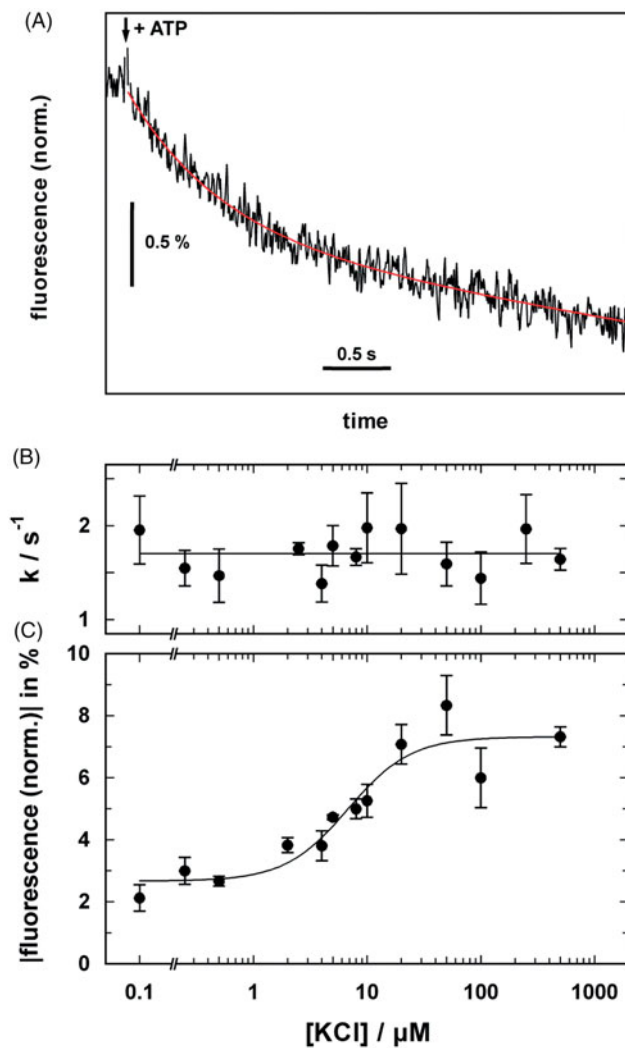 (A)
+ ATP
fluorescence (norm.)
0.5 %
0.5 s
time
(B)
k / s⁻¹
2
1
(C)
|fluorescence (norm.)| in %
10
8
6
4
2
0
0.1 1 10 100 1000
[KCl] / µM